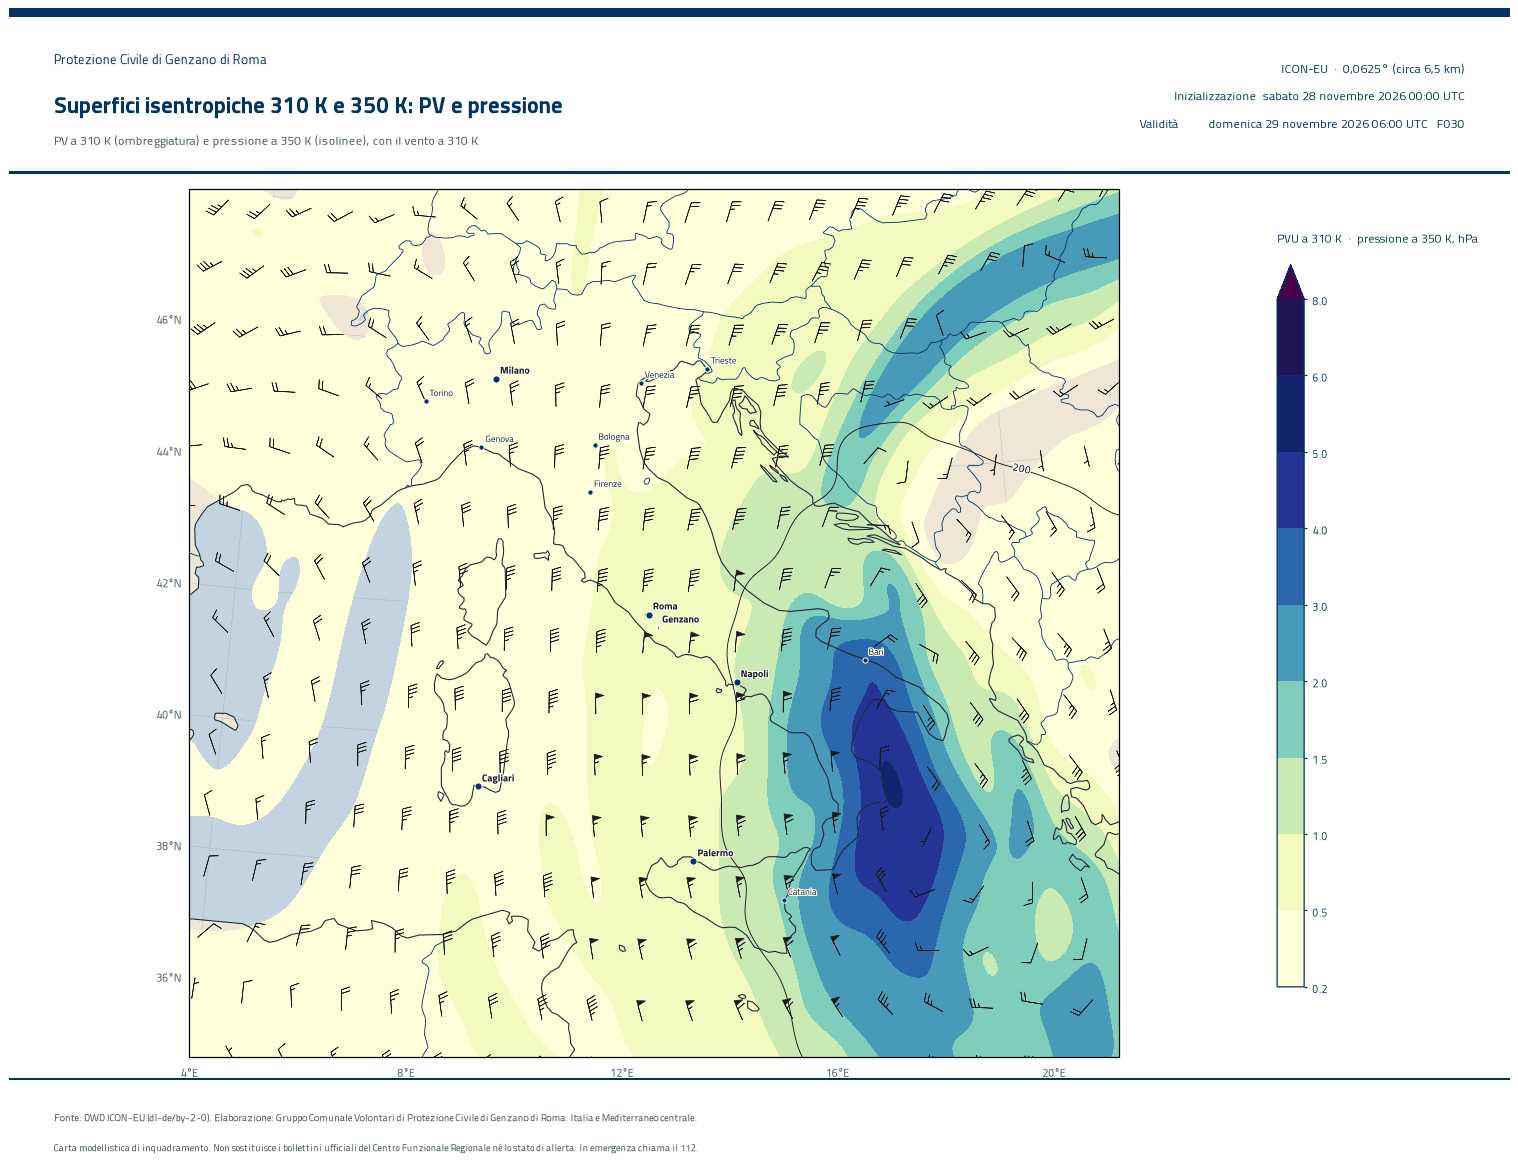 Protezione Civile di Genzano di Roma
Superfici isentropiche 310 K e 350 K: PV e pressione
PV a 310 K (ombreggiatura) e pressione a 350 K (isolinee), con il vento a 310 K
ICON-EU · 0,0625° (circa 6,5 km)
Inizializzazione sabato 28 novembre 2026 00:00 UTC
Validità domenica 29 novembre 2026 06:00 UTC F030
PVU a 310 K · pressione a 350 K, hPa
8.0
6.0
5.0
4.0
3.0
2.0
1.5
1.0
0.5
0.2
46°N
44°N
42°N
40°N
38°N
36°N
4°E
8°E
12°E
16°E
20°E
Trieste
Milano
Venezia
Torino
Genova
Bologna
Firenze
200
Roma
Genzano
Bari
Napoli
Cagliari
Palermo
Catania
Fonte: DWD ICON-EU (dl-de/by-2-0). Elaborazione: Gruppo Comunale Volontari di Protezione Civile di Genzano di Roma. Italia e Mediterraneo centrale.
Carta modellistica di inquadramento. Non sostituisce i bollettini ufficiali del Centro Funzionale Regionale né lo stato di allerta. In emergenza chiama il 112.